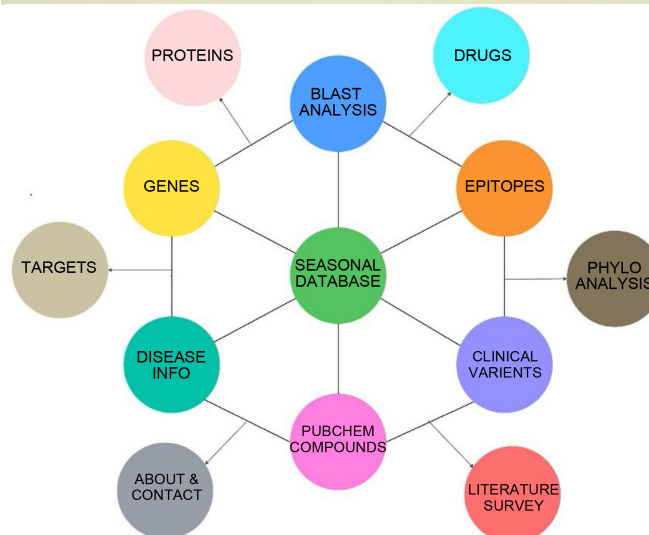 PROTEINS
DRUGS
BLAST
ANALYSIS
GENES
EPITOPES
TARGETS
SEASONAL
DATABASE
PHYLO
ANALYSIS
DISEASE
INFO
CLINICAL
VARIENTS
PUBCHEM
COMPOUNDS
ABOUT &
CONTACT
LITERATURE
SURVEY